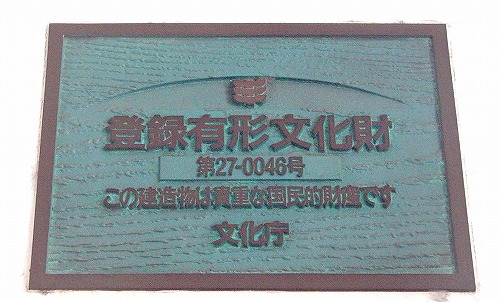 登録有形文化財
第27-0046号
この建造物は貴重な国民的財産です
文化庁